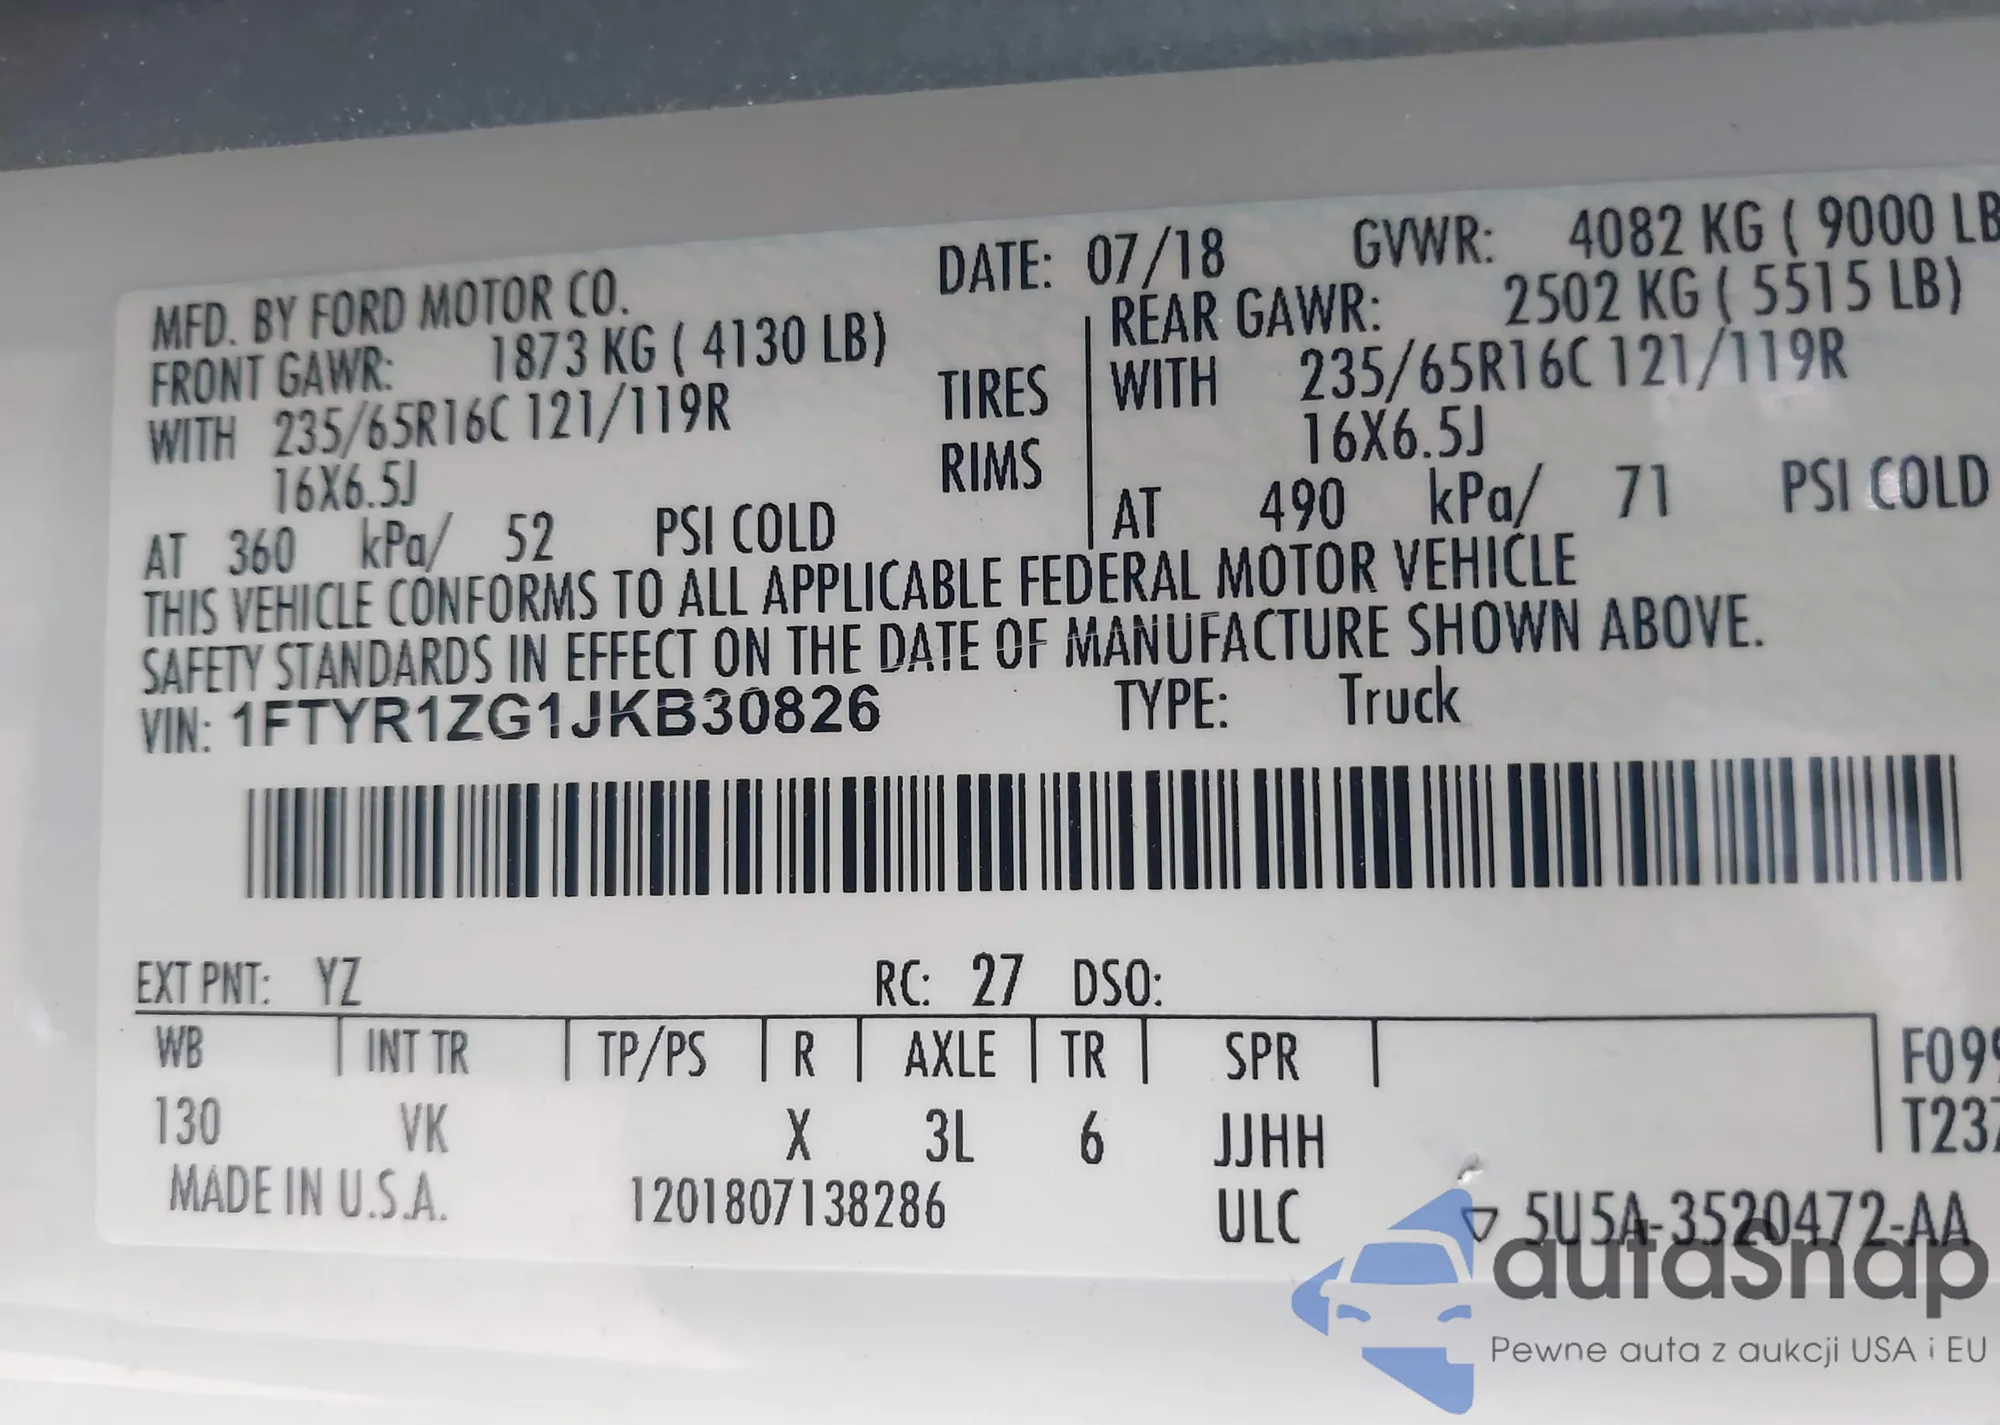 MFD. BY FORD MOTOR CO. DATE: 07/18 GVWR: 4082 KG ( 9000 LB
FRONT GAWR: 1873 KG ( 4130 LB) REAR GAWR: 2502 KG ( 5515 LB)
WITH 235/65R16C 121/119R TIRES WITH 235/65R16C 121/119R
16X6.5J RIMS 16X6.5J
AT 360 kPa/ 52 PSI COLD AT 490 kPa/ 71 PSI COLD
THIS VEHICLE CONFORMS TO ALL APPLICABLE FEDERAL MOTOR VEHICLE
SAFETY STANDARDS IN EFFECT ON THE DATE OF MANUFACTURE SHOWN ABOVE.
VIN: 1FTYR1ZG1JKB30826 TYPE: Truck
EXT PNT: YZ RC: 27 DSO:
WB INT TR TP/PS R AXLE TR SPR
130 VK X 3L 6 JJHH
MADE IN U.S.A. 1201807138286 ULC ▽ 5U5A-3520472-AA
autaSnap
Pewne auta z aukcji USA i EU